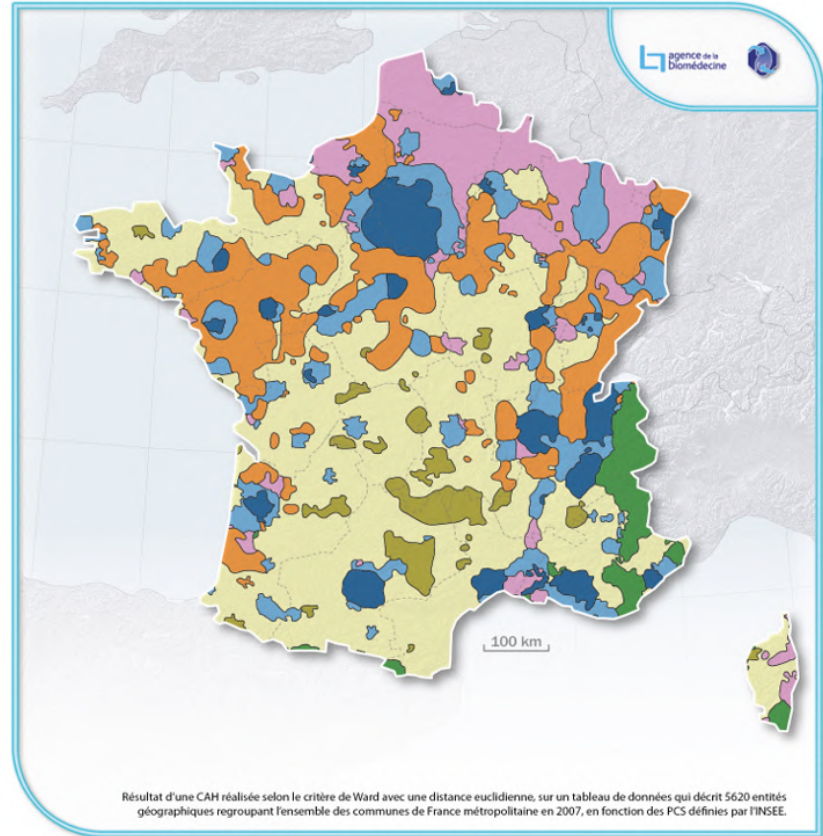 agence de la
biomédecine
100 km
Résultat d'une CAH réalisée selon le critère de Ward avec une distance euclidienne, sur un tableau de données qui décrit 5620 entités
géographiques regroupant l'ensemble des communes de France métropolitaine en 2007, en fonction des PCS définies par l'INSEE.